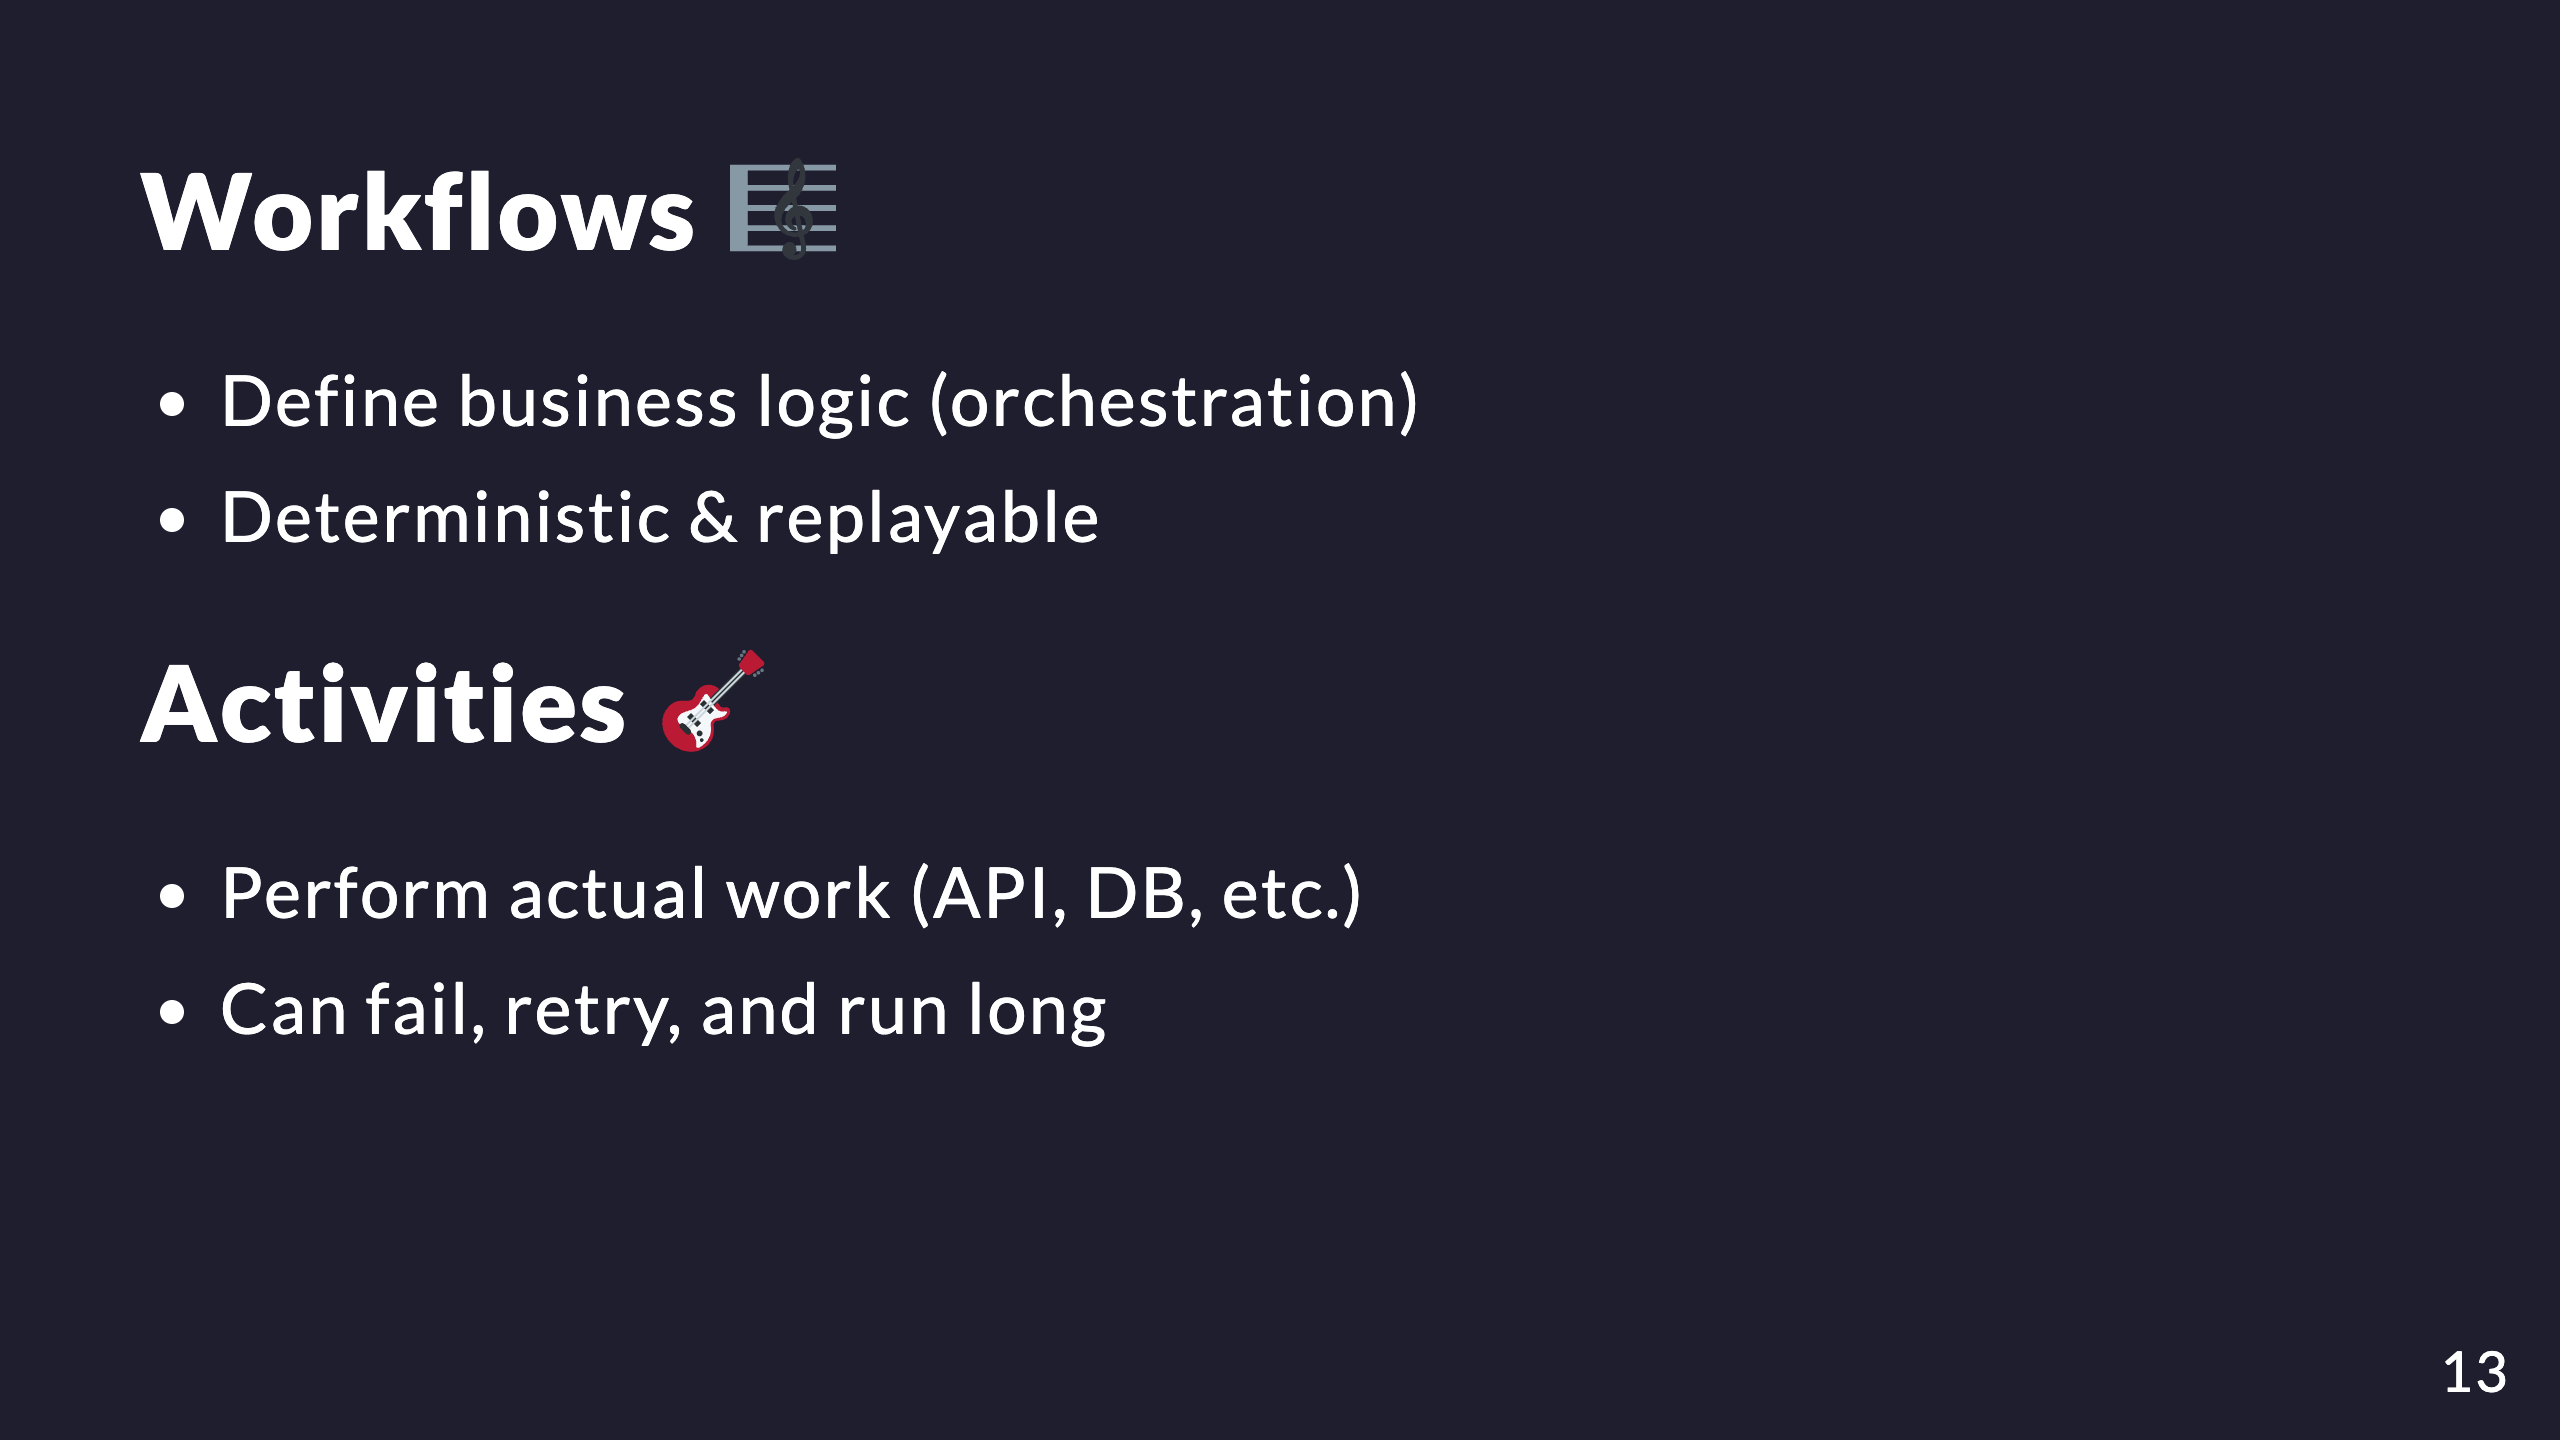 Workflows 🎼
• Define business logic (orchestration)
• Deterministic & replayable
Activities 🎸
• Perform actual work (API, DB, etc.)
• Can fail, retry, and run long
13